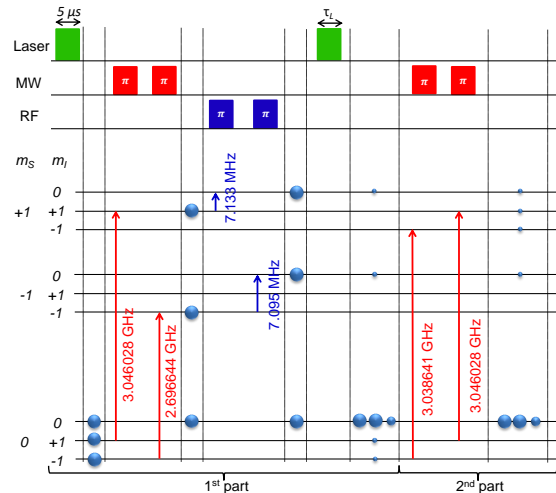 5 μs
τL
Laser
MW
π
π
π
π
RF
π
π
mS
mI
0
+1
+1
-1
7.133 MHz
0
-1
+1
-1
7.095 MHz
3.046028 GHz
2.696644 GHz
3.038641 GHz
3.046028 GHz
0
0
+1
-1
1st part
2nd part